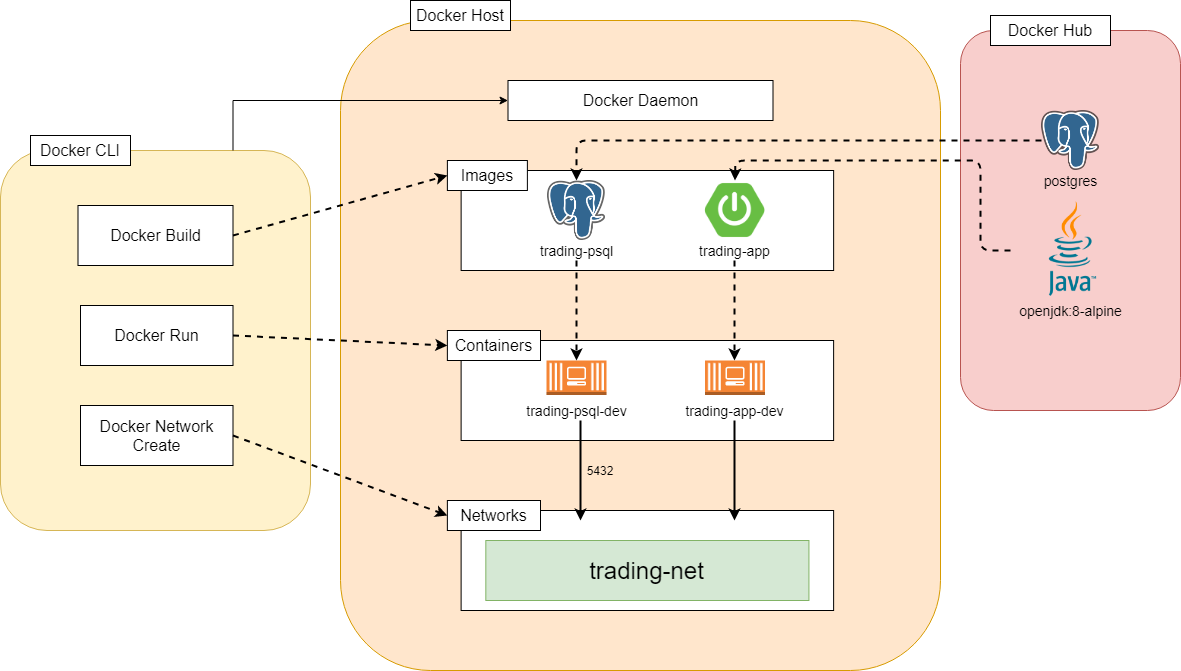 Docker Host
Docker Hub
Docker Daemon
Docker CLI
Images
postgres
Docker Build
trading-psql
trading-app
Java™
openjdk:8-alpine
Docker Run
Containers
trading-psql-dev
trading-app-dev
Docker Network
Create
5432
Networks
trading-net